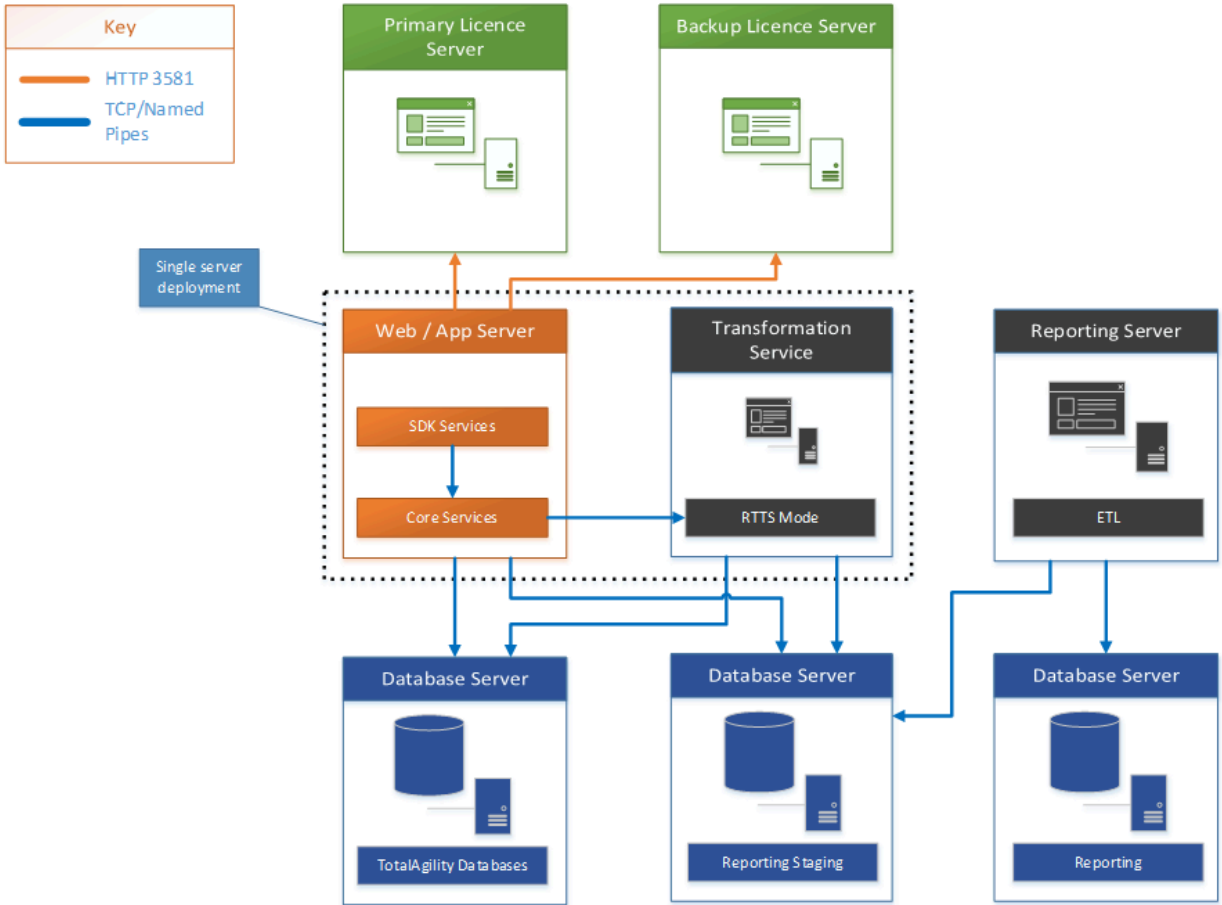 Key
HTTP 3581
TCP/Named
Pipes
Primary Licence
Server
Backup Licence Server
Single server
deployment
Web / App Server
SDK Services
Core Services
Transformation
Service
RTTS Mode
Reporting Server
ETL
Database Server
TotalAgility Databases
Database Server
Reporting Staging
Database Server
Reporting